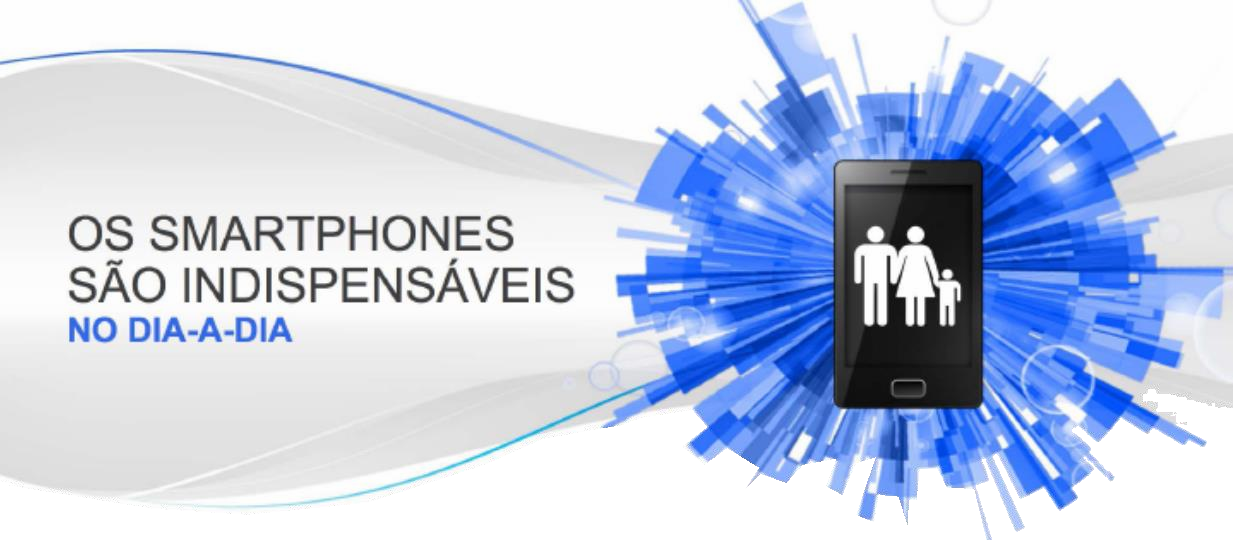 OS SMARTPHONES
SÃO INDISPENSÁVEIS
NO DIA-A-DIA